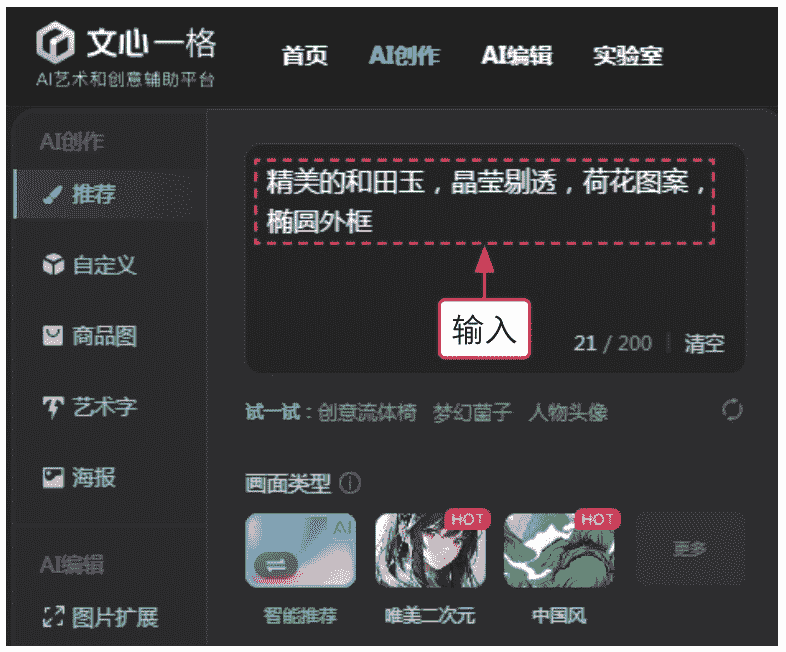 文心一格
AI艺术和创意辅助平台
首页 AI创作 AI编辑 实验室
AI创作
推荐
自定义
商品图
艺术字
海报
AI编辑
图片扩展
精美的和田玉，晶莹剔透，荷花图案，
椭圆外框
输入
21 / 200 清空
试一试：创意流体椅 梦幻菌子 人物头像
画面类型
AI
HOT
HOT
更多
智能推荐 唯美二次元 中国风